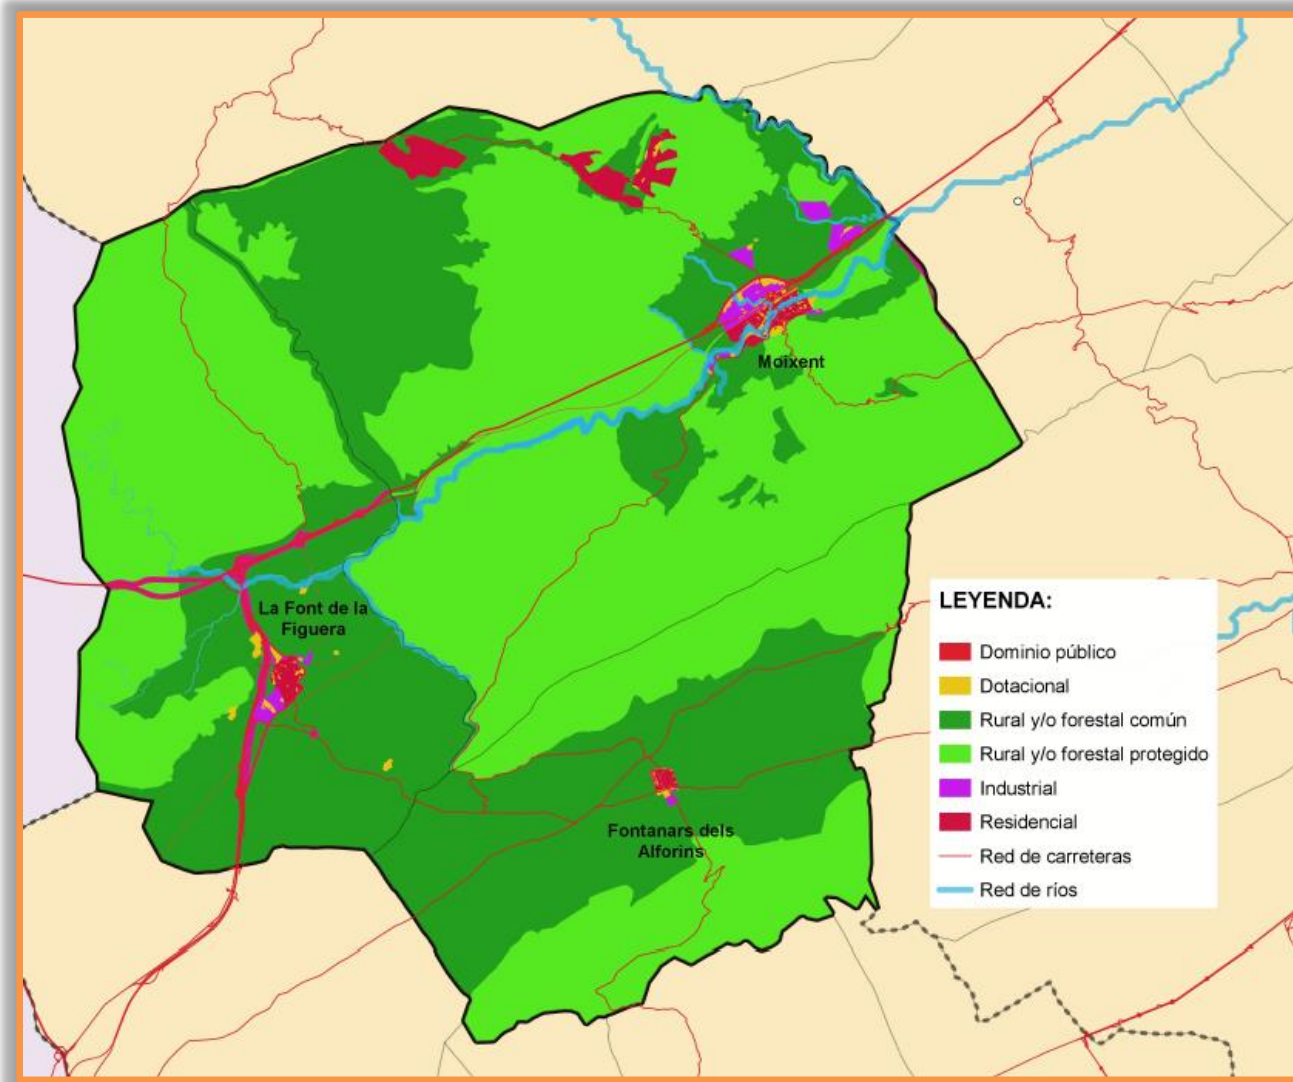 Moixent
La Font de la
Figuera
Fontanars dels
Alforins
LEYENDA:
Dominio público
Dotacional
Rural y/o forestal común
Rural y/o forestal protegido
Industrial
Residencial
Red de carreteras
Red de ríos